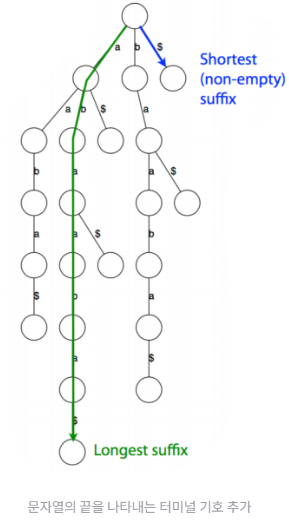 a b $
Shortest
(non-empty)
suffix
a b $ a
b a a $
a a $ b
$ b a
a $
$
Longest suffix
문자열의 끝을 나타내는 터미널 기호 추가